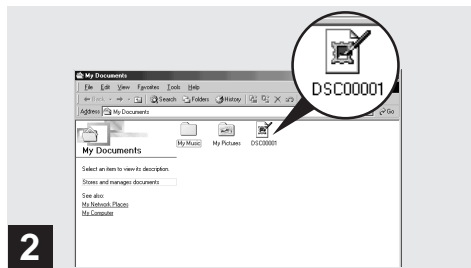 My Documents
File Edit View Favorites Tools Help
Back Search Folders History
Address My Documents Go
My Documents
My Music My Pictures DSC00001
DSC00001
Select an item to view its description.
Stores and manages documents
See also:
My Network Places
My Computer
2